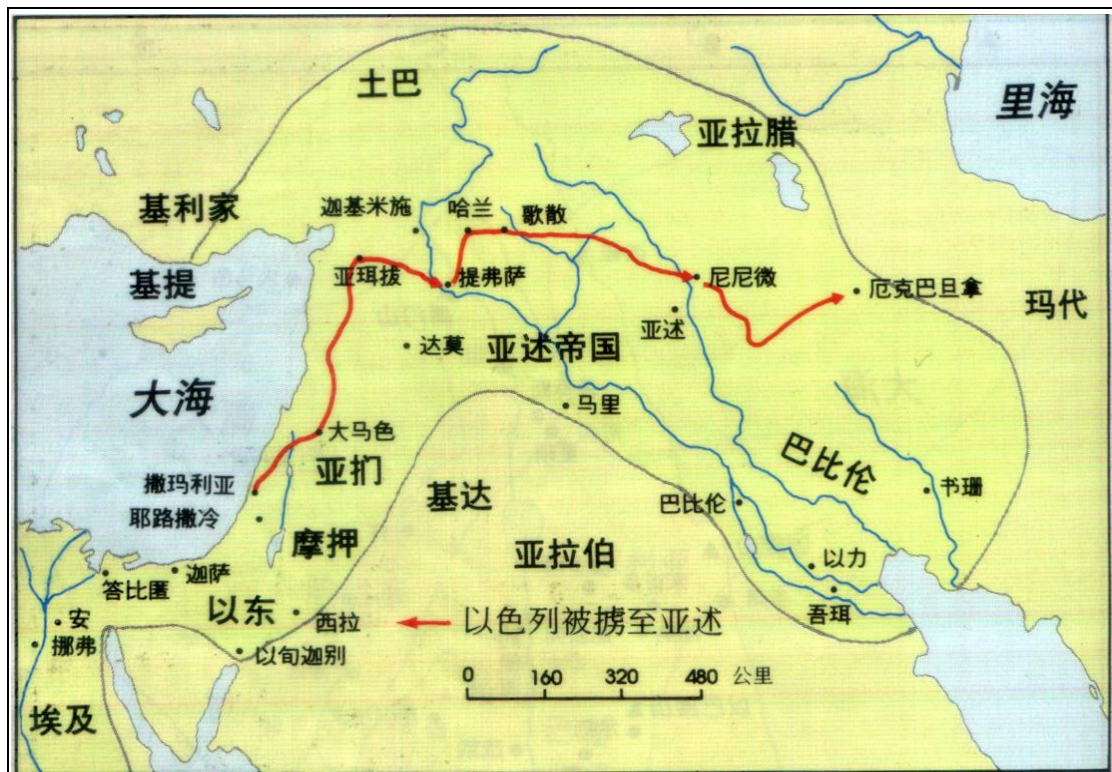 里海
土巴
亚拉腊
基利家
迦基米施
哈兰
歌散
基提
亚珥拔
提弗萨
尼尼微
厄克巴旦拿
玛代
亚述
达莫
亚述帝国
大海
马里
大马色
巴比伦
撒玛利亚
亚扪
基达
巴比伦
书珊
耶路撒冷
摩押
亚拉伯
以力
迦萨
答比匿
以东
西拉
以色列被掳至亚述
吾珥
安
挪弗
以旬迦别
0 160 320 480 公里
埃及